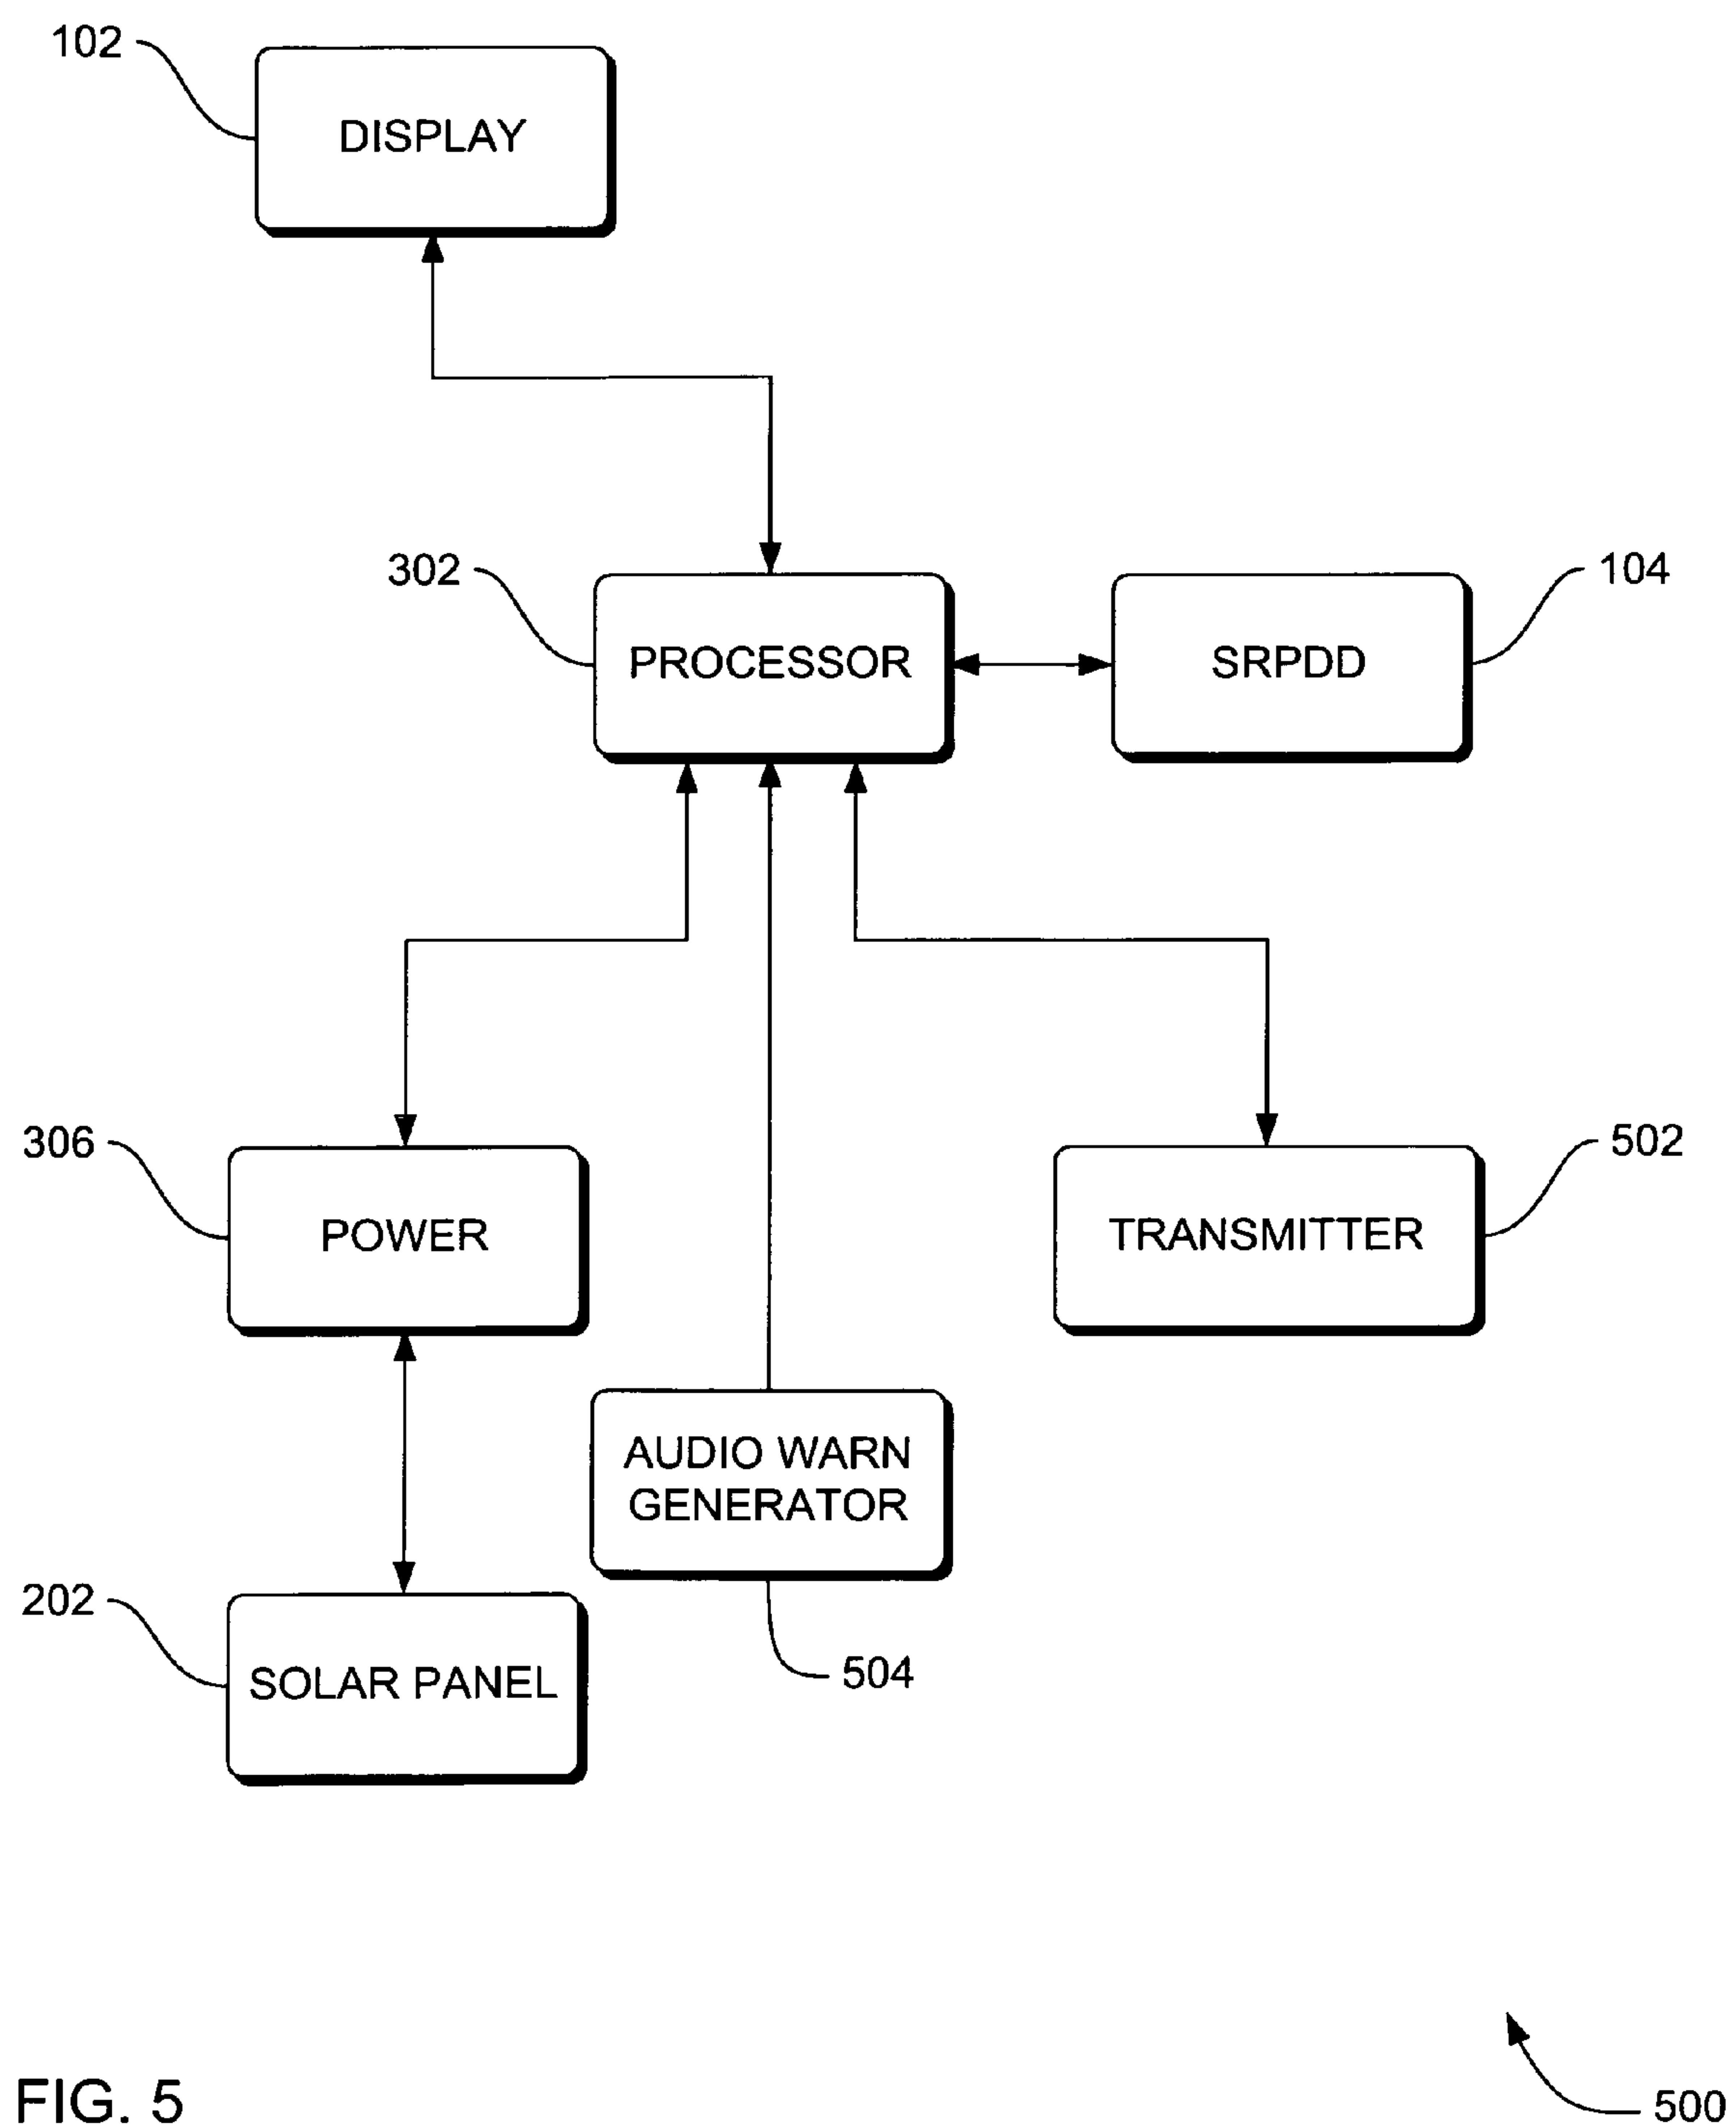 102
DISPLAY
302
PROCESSOR
SRPDD
104
306
POWER
TRANSMITTER
502
AUDIO WARN
GENERATOR
504
202
SOLAR PANEL
FIG. 5
500